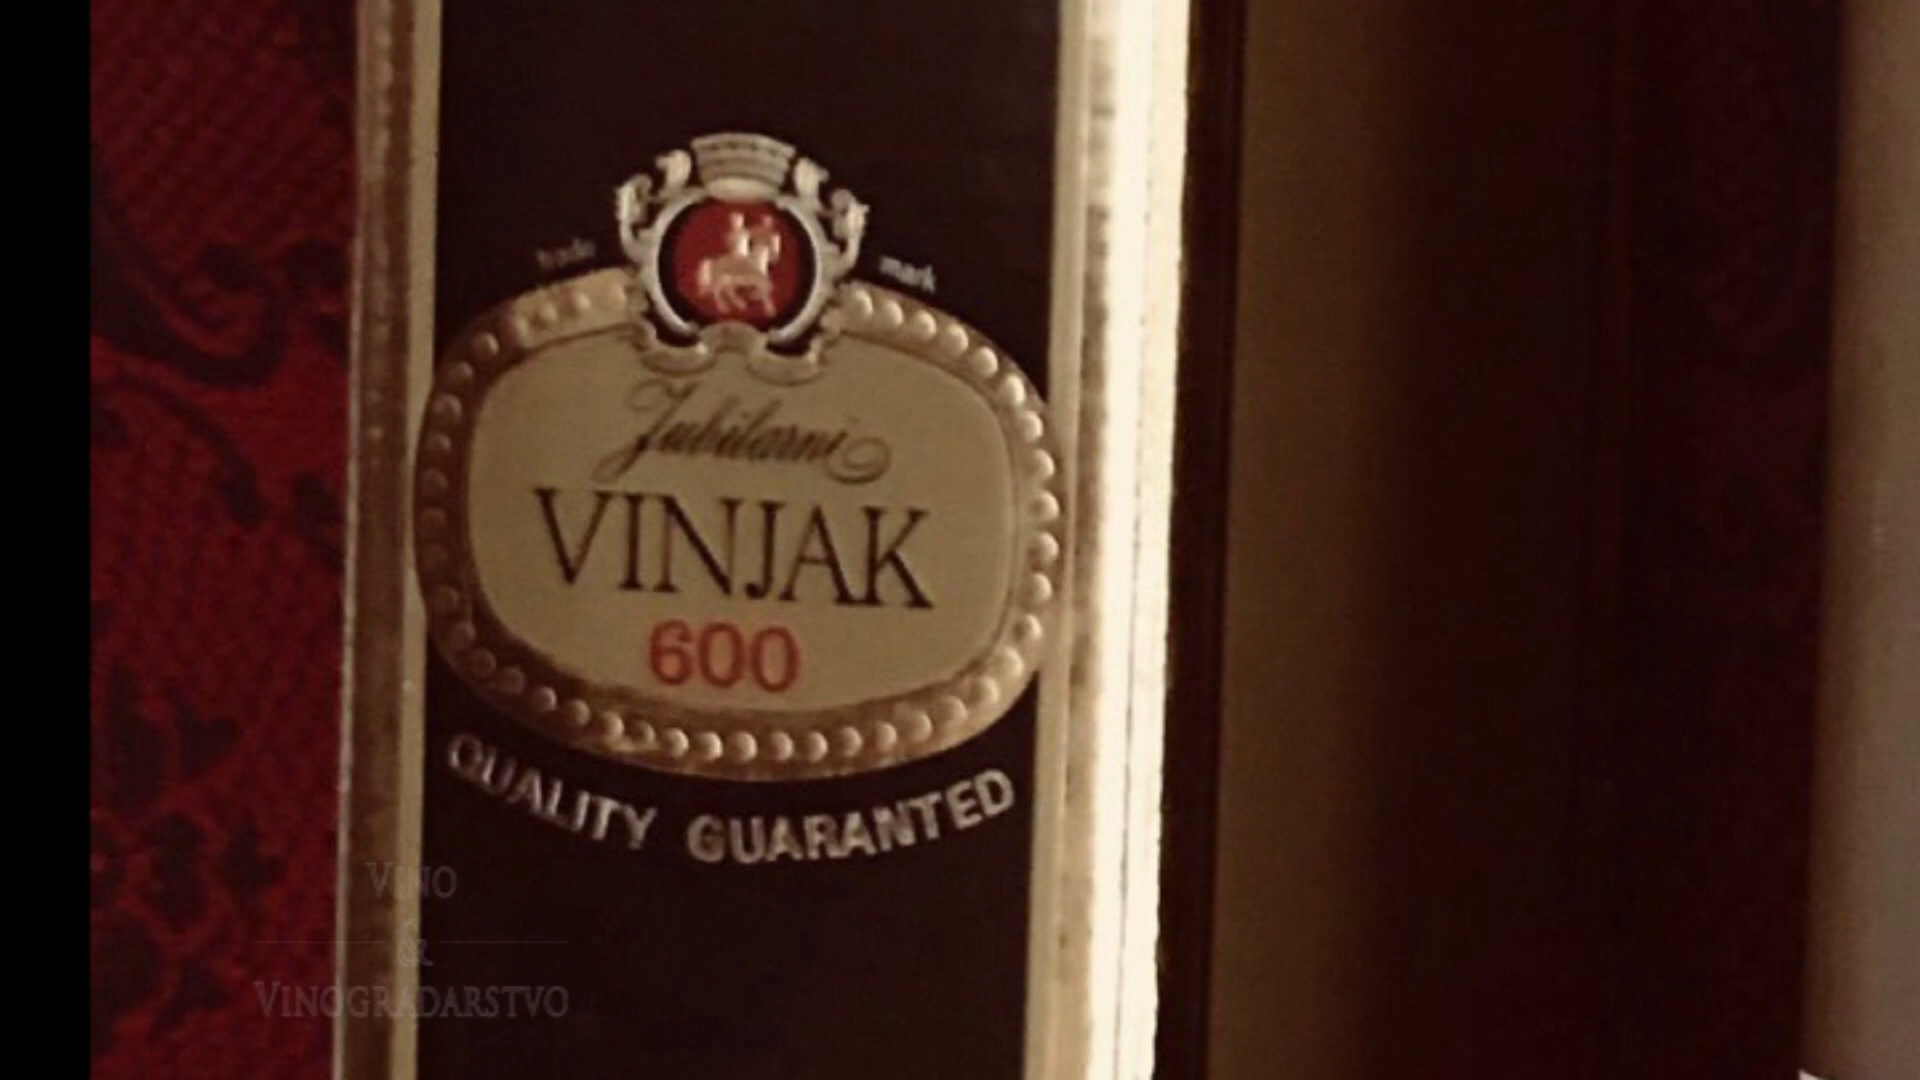 trade mark
Jubilarni
VINJAK
600
QUALITY GUARANTED
VINO
&
VINOGRADARSTVO